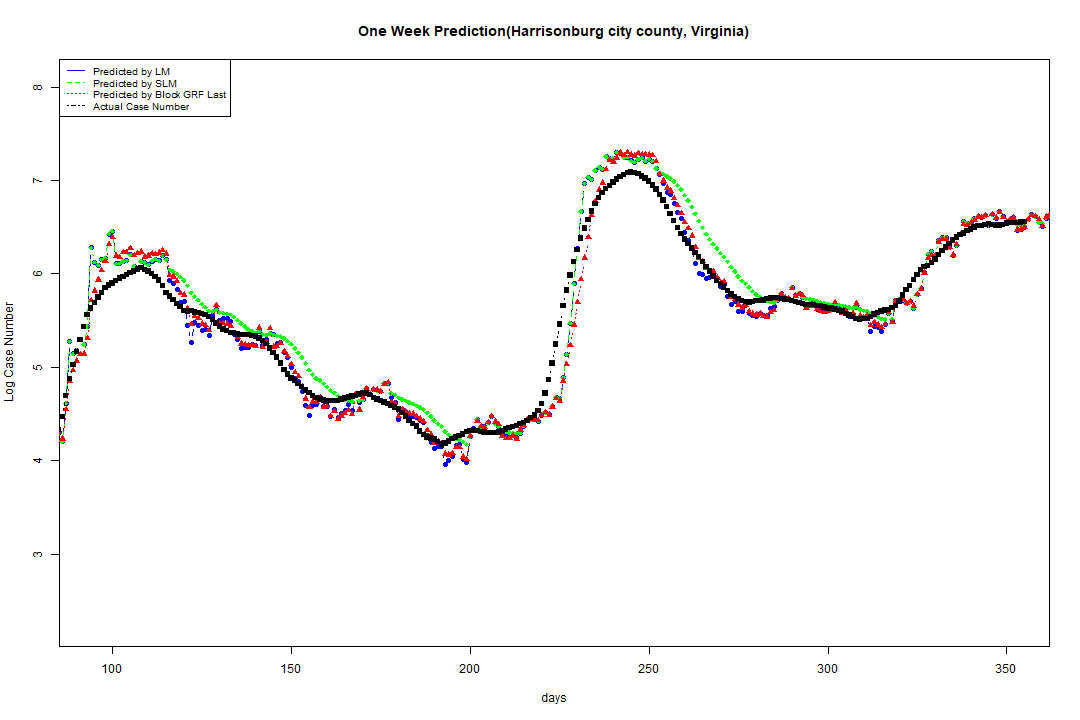 One Week Prediction(Harrisonburg city county, Virginia)
Predicted by LM
Predicted by SLM
Predicted by Block GRF Last
Actual Case Number
Log Case Number
8
7
6
5
4
3
100 150 200 250 300 350
days